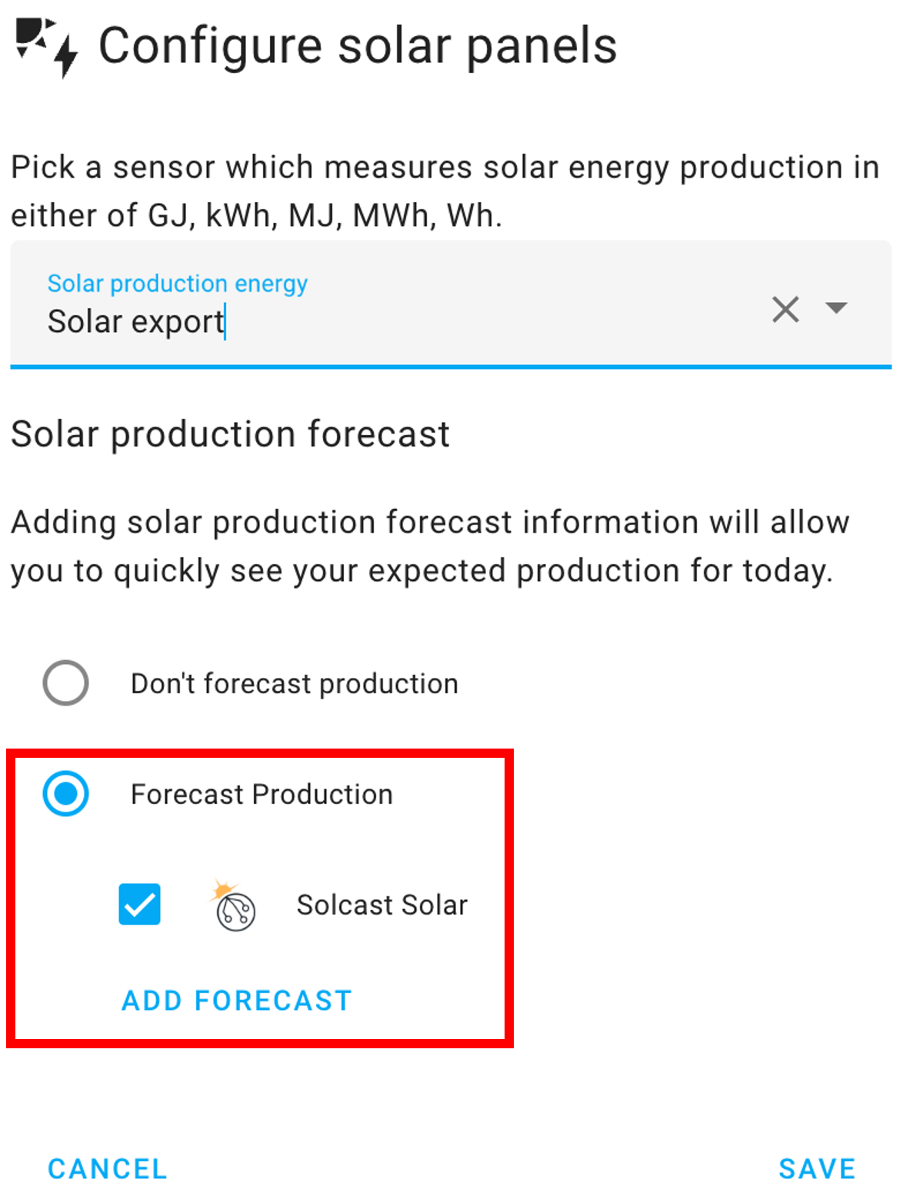 Configure solar panels
Pick a sensor which measures solar energy production in
either of GJ, kWh, MJ, MWh, Wh.
Solar production energy
Solar export
Solar production forecast
Adding solar production forecast information will allow
you to quickly see your expected production for today.
Don't forecast production
Forecast Production
Solcast Solar
ADD FORECAST
CANCEL
SAVE